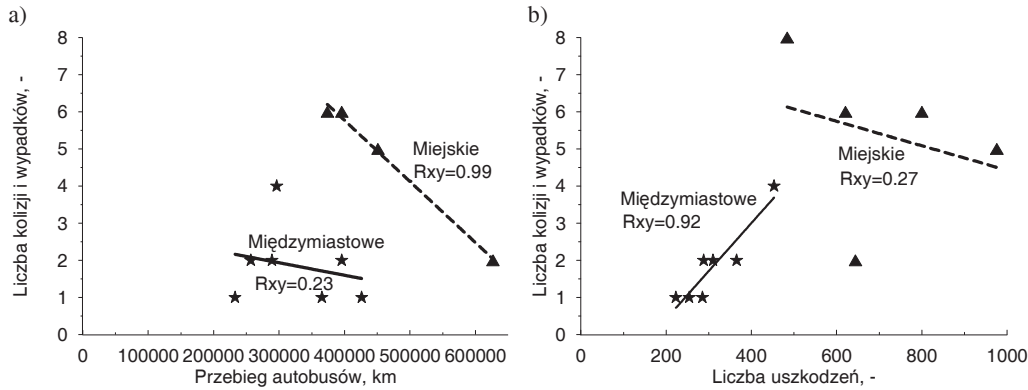 a)
Liczba kolizji i wypadków, -
8
7
6
5
4
3
2
1
0
Miejskie
Rxy=0.99
Międzymiastowe
Rxy=0.23
0 100000 200000 300000 400000 500000 600000
Przebieg autobusów, km
b)
Liczba kolizji i wypadków, -
8
7
6
5
4
3
2
1
0
Miejskie
Rxy=0.27
Międzymiastowe
Rxy=0.92
0 200 400 600 800 1000
Liczba uszkodzeń, -